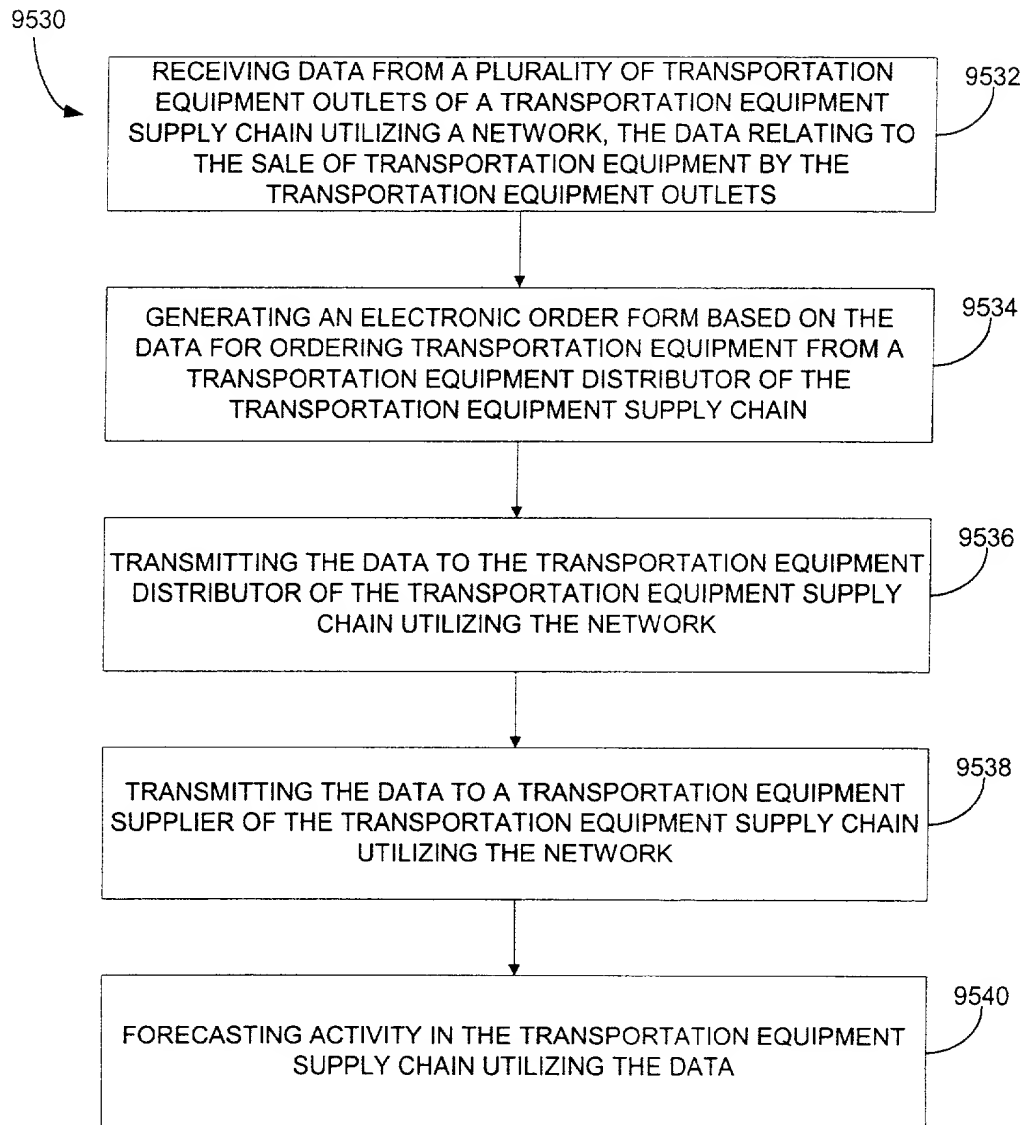 9530
RECEIVING DATA FROM A PLURALITY OF TRANSPORTATION
EQUIPMENT OUTLETS OF A TRANSPORTATION EQUIPMENT
SUPPLY CHAIN UTILIZING A NETWORK, THE DATA RELATING TO
THE SALE OF TRANSPORTATION EQUIPMENT BY THE
TRANSPORTATION EQUIPMENT OUTLETS
9532
GENERATING AN ELECTRONIC ORDER FORM BASED ON THE
DATA FOR ORDERING TRANSPORTATION EQUIPMENT FROM A
TRANSPORTATION EQUIPMENT DISTRIBUTOR OF THE
TRANSPORTATION EQUIPMENT SUPPLY CHAIN
9534
TRANSMITTING THE DATA TO THE TRANSPORTATION EQUIPMENT
DISTRIBUTOR OF THE TRANSPORTATION EQUIPMENT SUPPLY
CHAIN UTILIZING THE NETWORK
9536
TRANSMITTING THE DATA TO A TRANSPORTATION EQUIPMENT
SUPPLIER OF THE TRANSPORTATION EQUIPMENT SUPPLY CHAIN
UTILIZING THE NETWORK
9538
FORECASTING ACTIVITY IN THE TRANSPORTATION EQUIPMENT
SUPPLY CHAIN UTILIZING THE DATA
9540